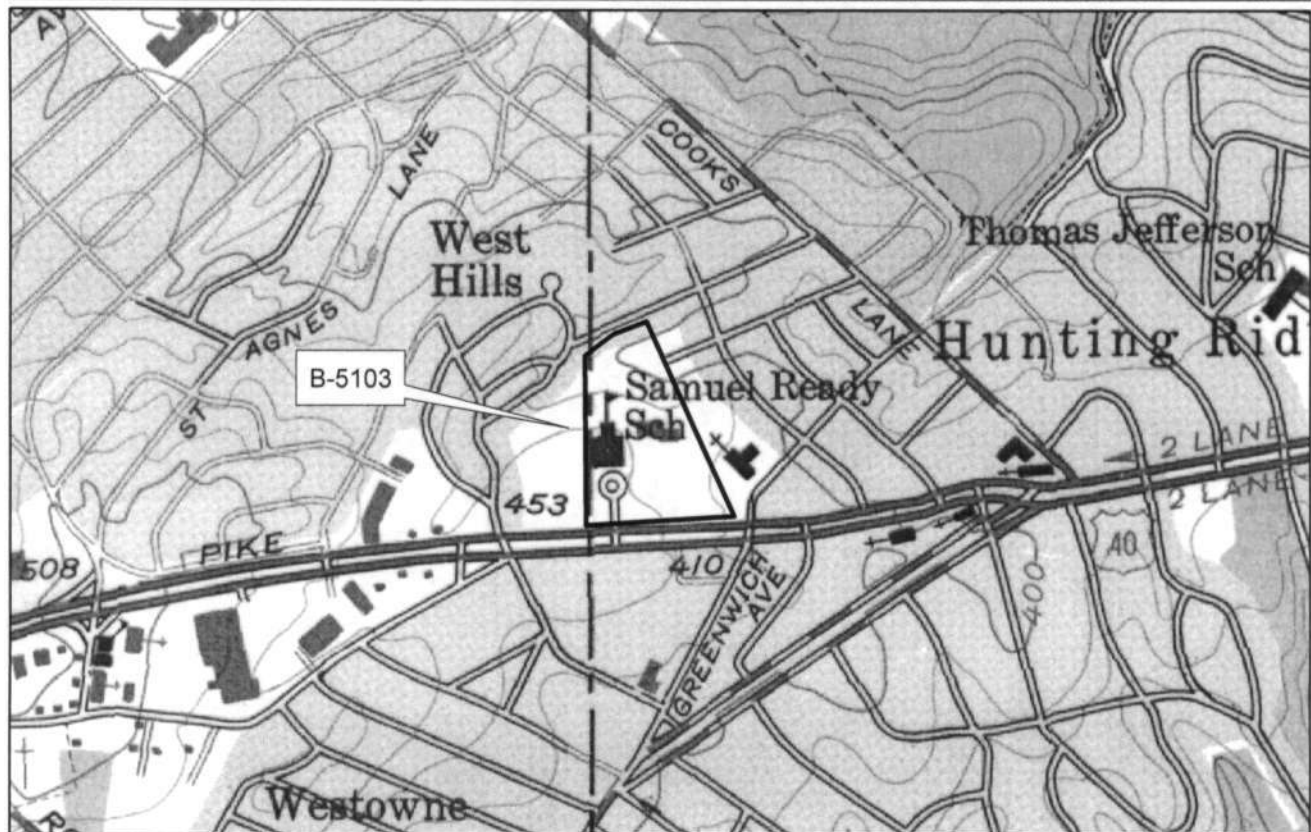 COOKS
LANE
AGNES
LANE
ST
West
Hills
Thomas Jefferson
Sch
Hunting Rid
B-5103
Samuel Ready
Sch
2 LANE
2 LANES
453
PIKE
508
410
40
400
GREENWICH
AVE
Westowne